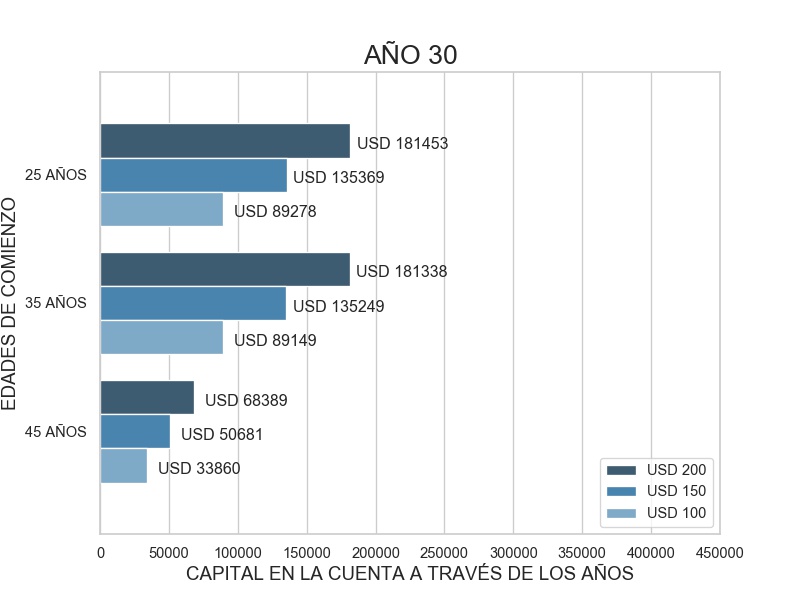 AÑO 30
EDADES DE COMIENZO
25 AÑOS
USD 181453
USD 135369
USD 89278
35 AÑOS
USD 181338
USD 135249
USD 89149
45 AÑOS
USD 68389
USD 50681
USD 33860
USD 200
USD 150
USD 100
0 50000 100000 150000 200000 250000 300000 350000 400000 450000
CAPITAL EN LA CUENTA A TRAVÉS DE LOS AÑOS